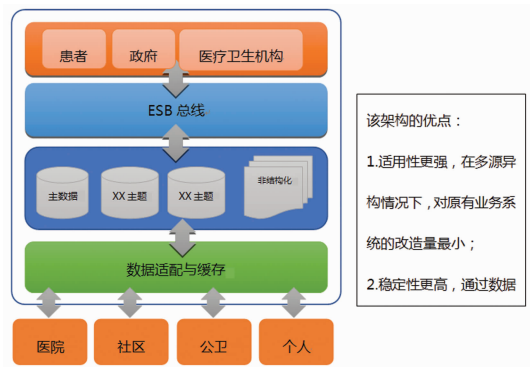 患者 政府 医疗卫生机构
ESB 总线
主数据 XX 主题 XX 主题 非结构化
数据适配与缓存
医院 社区 公卫 个人
该架构的优点：
1.适用性更强，在多源异
构情况下，对原有业务系
统的改造量最小；
2.稳定性更高，通过数据